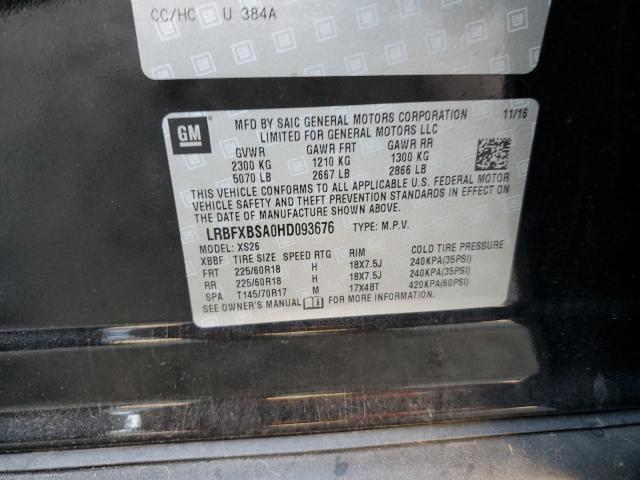 CC/HC U 384A
GM
MFD BY SAIC GENERAL MOTORS CORPORATION 11/16
LIMITED FOR GENERAL MOTORS LLC
GVWR GAWR FRT GAWR RR
2300 KG 1210 KG 1300 KG
5070 LB 2667 LB 2866 LB
THIS VEHICLE CONFORMS TO ALL APPLICABLE U.S. FEDERAL MOTOR
VEHICLE SAFETY AND THEFT PREVENTION STANDARDS IN EFFECT ON
THE DATE OF MANUFACTURE SHOWN ABOVE.
LRBFXBSA0HD093676 TYPE: M.P.V.
MODEL: XS26
XBBF TIRE SIZE SPEED RTG RIM COLD TIRE PRESSURE
FRT 225/60R18 H 18X7.5J 240KPA(35PSI)
RR 225/60R18 H 18X7.5J 240KPA(35PSI)
SPA T145/70R17 M 17X4BT 420KPA(60PSI)
SEE OWNER'S MANUAL FOR MORE INFORMATION.